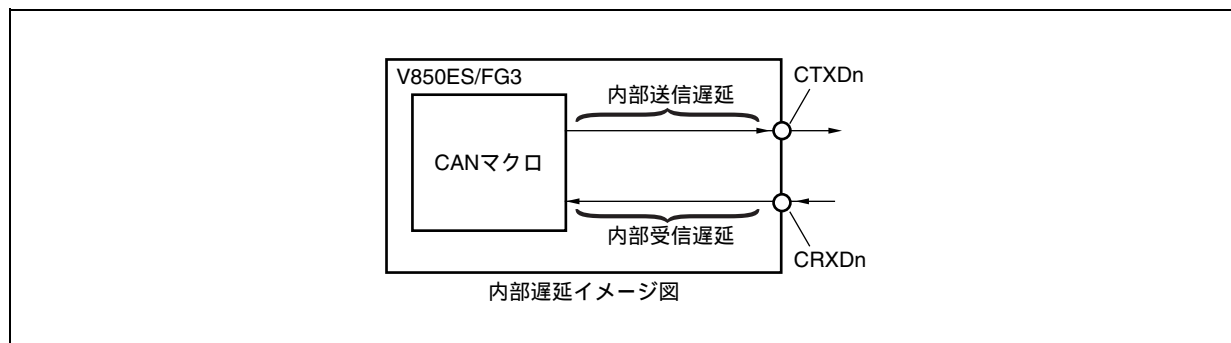 V850ES/FG3
CTXDn
内部送信遅延
CANマクロ
内部受信遅延
CRXDn
内部遅延イメージ図